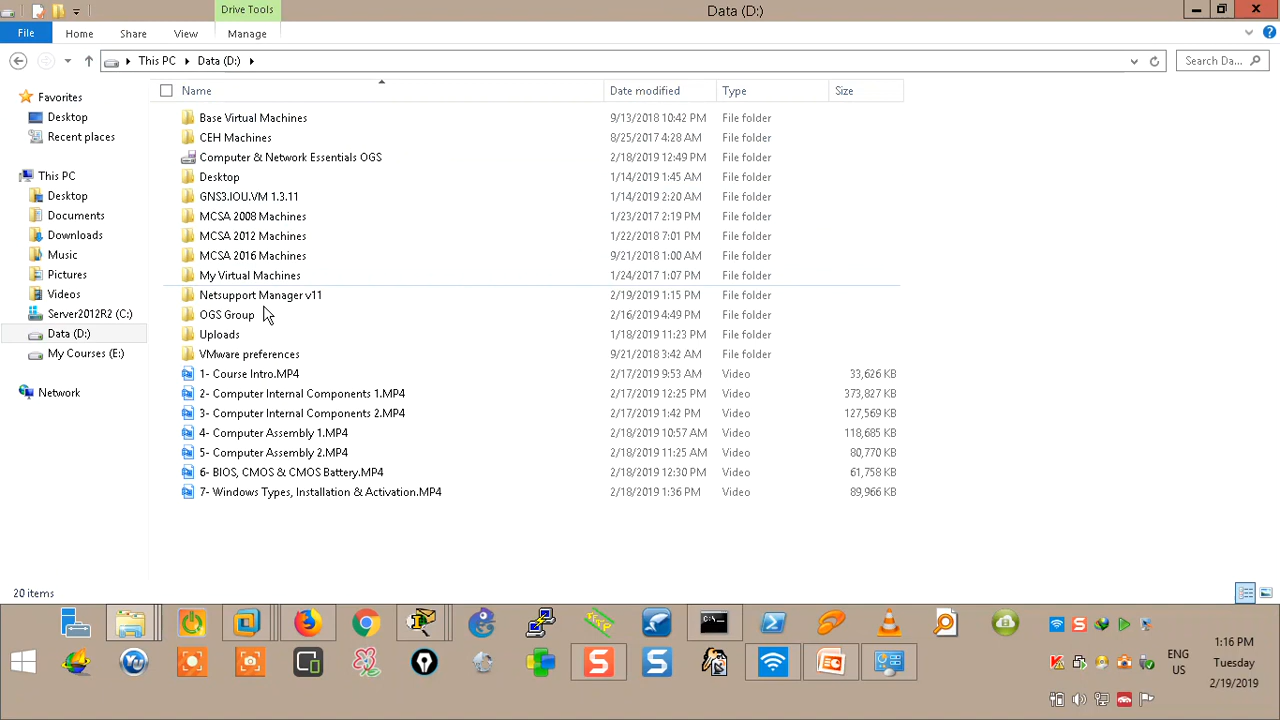 Drive Tools
Data (D:)
File Home Share View Manage
This PC Data (D:) Search Da...
Name Date modified Type Size
Favorites
Desktop
Recent places
This PC
Desktop
Documents
Downloads
Music
Pictures
Videos
Server2012R2 (C:)
Data (D:)
My Courses (E:)
Network
Base Virtual Machines 9/13/2018 10:42 PM File folder
CEH Machines 8/25/2017 4:28 AM File folder
Computer & Network Essentials OGS 2/18/2019 12:49 PM File folder
Desktop 1/14/2019 1:45 AM File folder
GNS3.IOU.VM 1.3.11 1/14/2019 2:20 AM File folder
MCSA 2008 Machines 1/23/2017 2:19 PM File folder
MCSA 2012 Machines 1/22/2018 7:01 PM File folder
MCSA 2016 Machines 9/21/2018 1:00 AM File folder
My Virtual Machines 1/24/2017 1:07 PM File folder
Netsupport Manager v11 2/19/2019 1:15 PM File folder
OGS Group 2/16/2019 4:49 PM File folder
Uploads 1/18/2019 11:23 PM File folder
VMware preferences 9/21/2018 3:42 AM File folder
1- Course Intro.MP4 2/17/2019 9:53 AM Video 33,626 KB
2- Computer Internal Components 1.MP4 2/17/2019 12:25 PM Video 373,827 KB
3- Computer Internal Components 2.MP4 2/17/2019 1:42 PM Video 127,569 KB
4- Computer Assembly 1.MP4 2/18/2019 10:57 AM Video 118,685 KB
5- Computer Assembly 2.MP4 2/18/2019 11:25 AM Video 80,770 KB
6- BIOS, CMOS & CMOS Battery.MP4 2/18/2019 12:30 PM Video 61,758 KB
7- Windows Types, Installation & Activation.MP4 2/18/2019 1:36 PM Video 89,966 KB
20 items
ENG
US
1:16 PM
Tuesday
2/19/2019